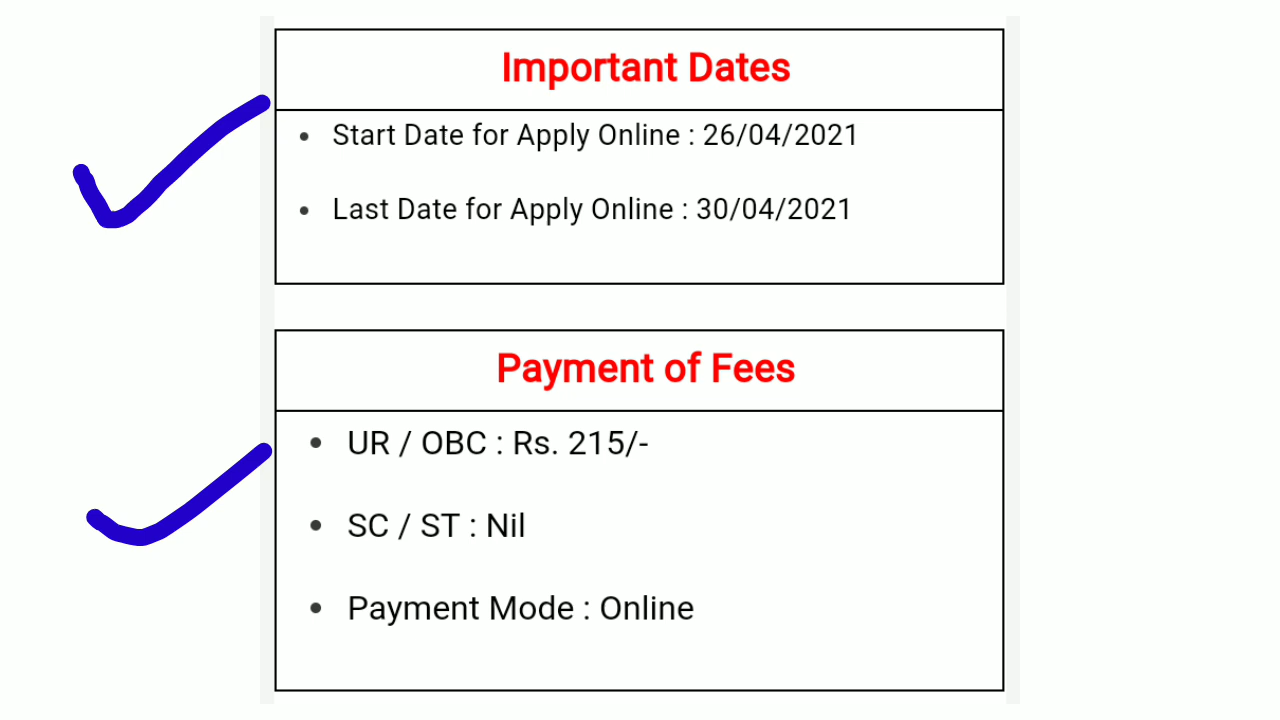 Important Dates
Start Date for Apply Online : 26/04/2021
Last Date for Apply Online : 30/04/2021
Payment of Fees
UR / OBC : Rs. 215/-
SC / ST : Nil
Payment Mode : Online